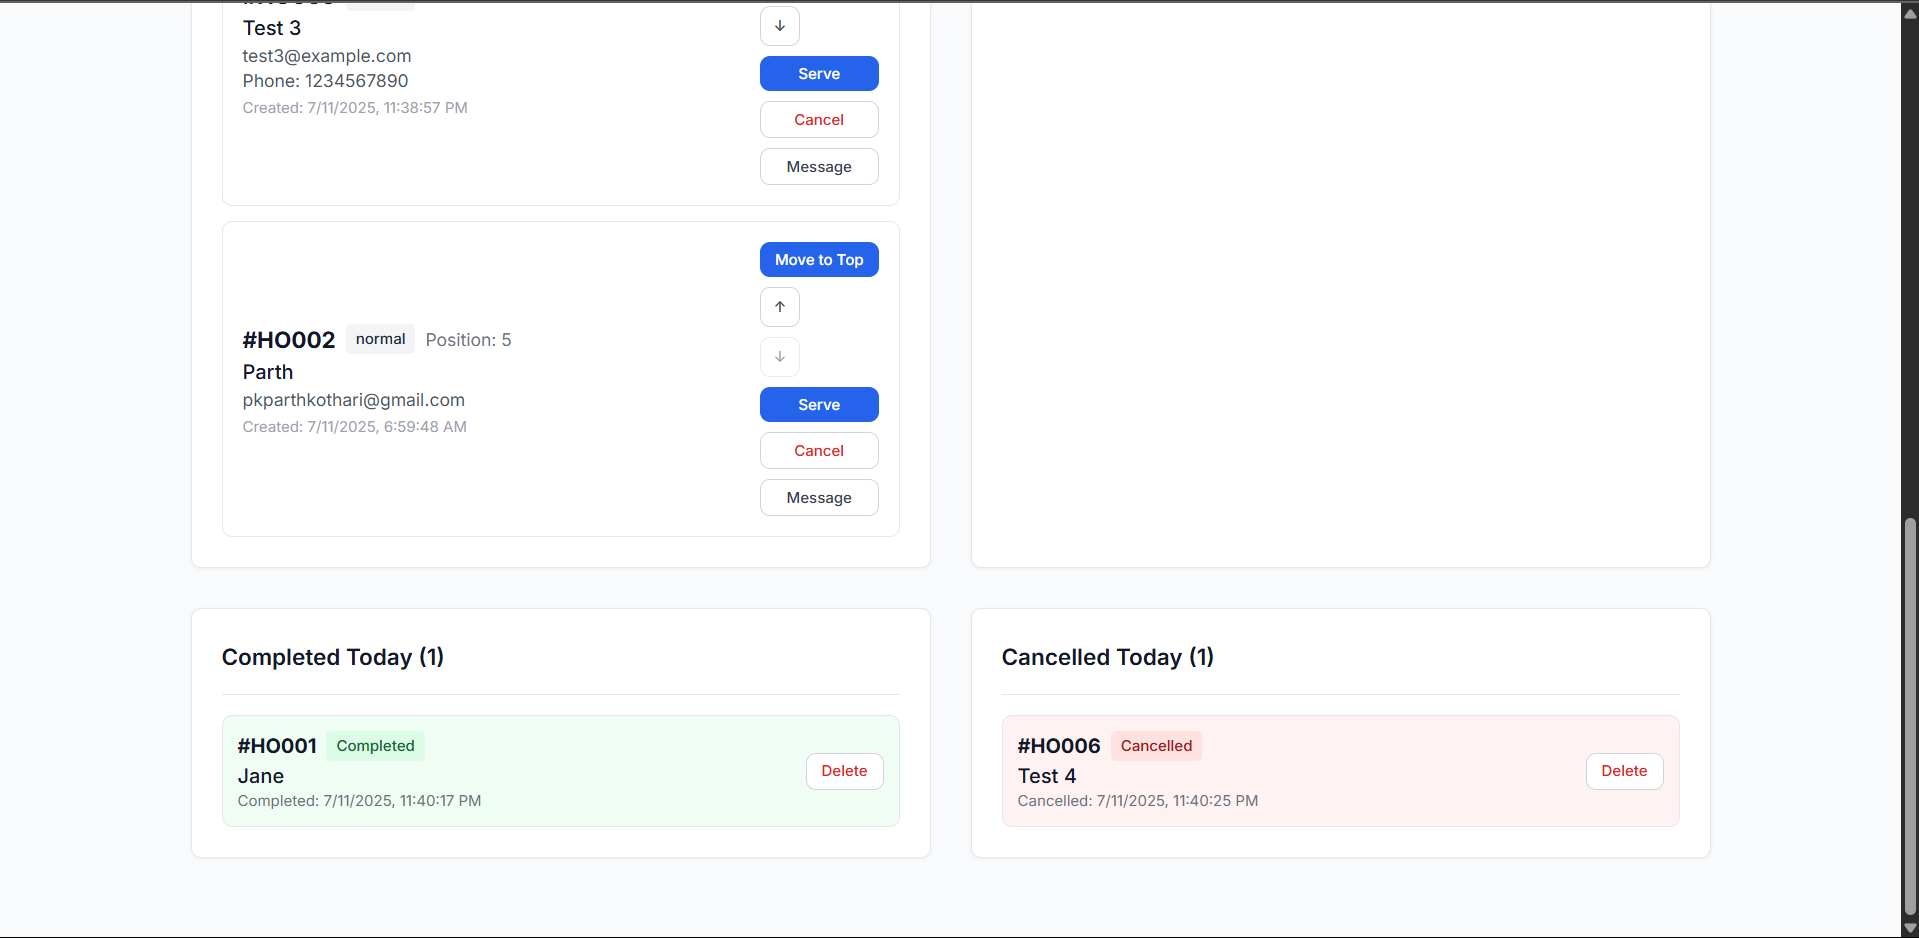 Test 3
test3@example.com
Phone: 1234567890
Created: 7/11/2025, 11:38:57 PM
↓
Serve
Cancel
Message
#HO002 normal Position: 5
Parth
pkparthkothari@gmail.com
Created: 7/11/2025, 6:59:48 AM
Move to Top
↑
↓
Serve
Cancel
Message
Completed Today (1)
#HO001 Completed
Jane
Completed: 7/11/2025, 11:40:17 PM
Delete
Cancelled Today (1)
#HO006 Cancelled
Test 4
Cancelled: 7/11/2025, 11:40:25 PM
Delete